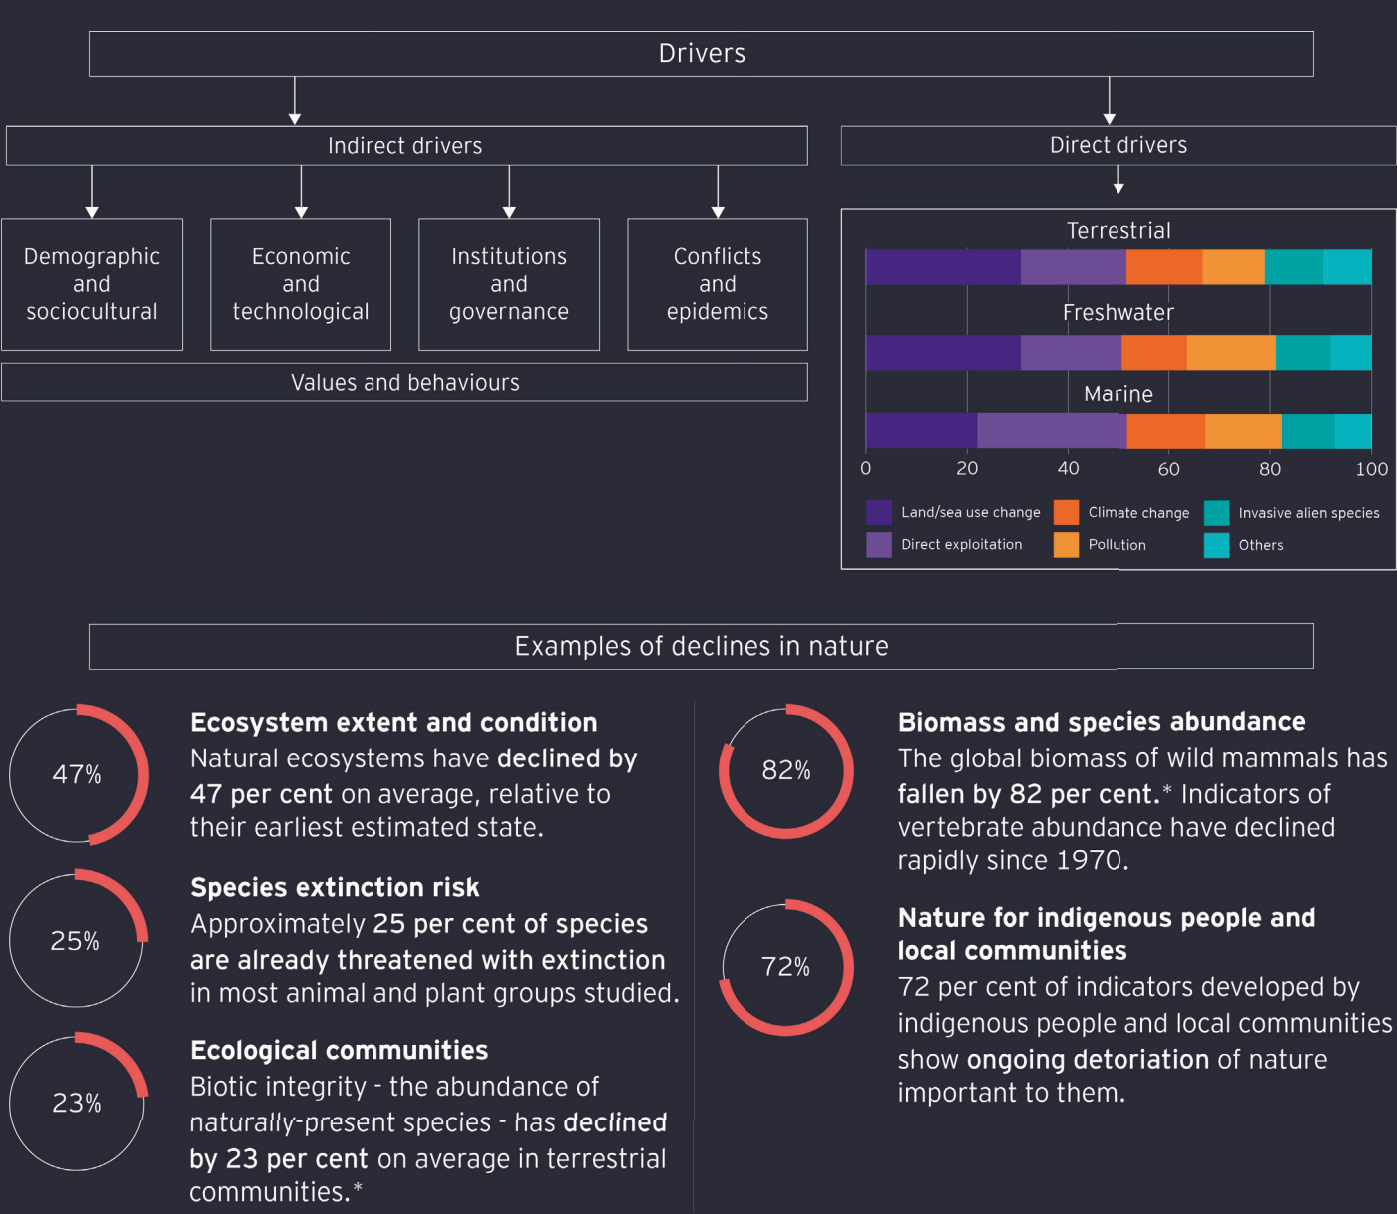 Drivers
Indirect drivers
Demographic
and
sociocultural
Economic
and
technological
Institutions
and
governance
Conflicts
and
epidemics
Values and behaviours
Direct drivers
Terrestrial
Freshwater
Marine
0 20 40 60 80 100
Land/sea use change
Climate change
Invasive alien species
Direct exploitation
Pollution
Others
Examples of declines in nature
47%
Ecosystem extent and condition
Natural ecosystems have declined by
47 per cent on average, relative to
their earliest estimated state.
25%
Species extinction risk
Approximately 25 per cent of species
are already threatened with extinction
in most animal and plant groups studied.
23%
Ecological communities
Biotic integrity - the abundance of
naturally-present species - has declined
by 23 per cent on average in terrestrial
communities.*
82%
Biomass and species abundance
The global biomass of wild mammals has
fallen by 82 per cent.* Indicators of
vertebrate abundance have declined
rapidly since 1970.
72%
Nature for indigenous people and
local communities
72 per cent of indicators developed by
indigenous people and local communities
show ongoing detoriation of nature
important to them.